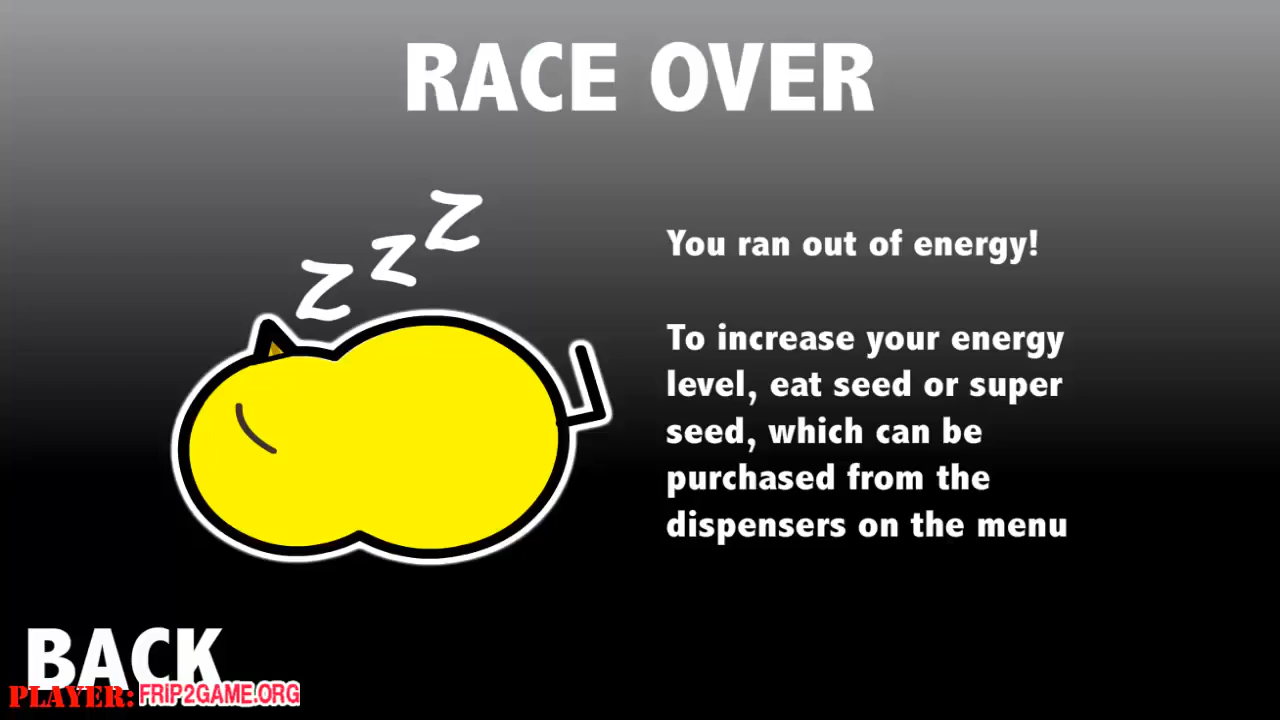 RACE OVER
z z z
You ran out of energy!
To increase your energy
level, eat seed or super
seed, which can be
purchased from the
dispensers on the menu
BACK
PLAYER: FRIP2GAME.ORG